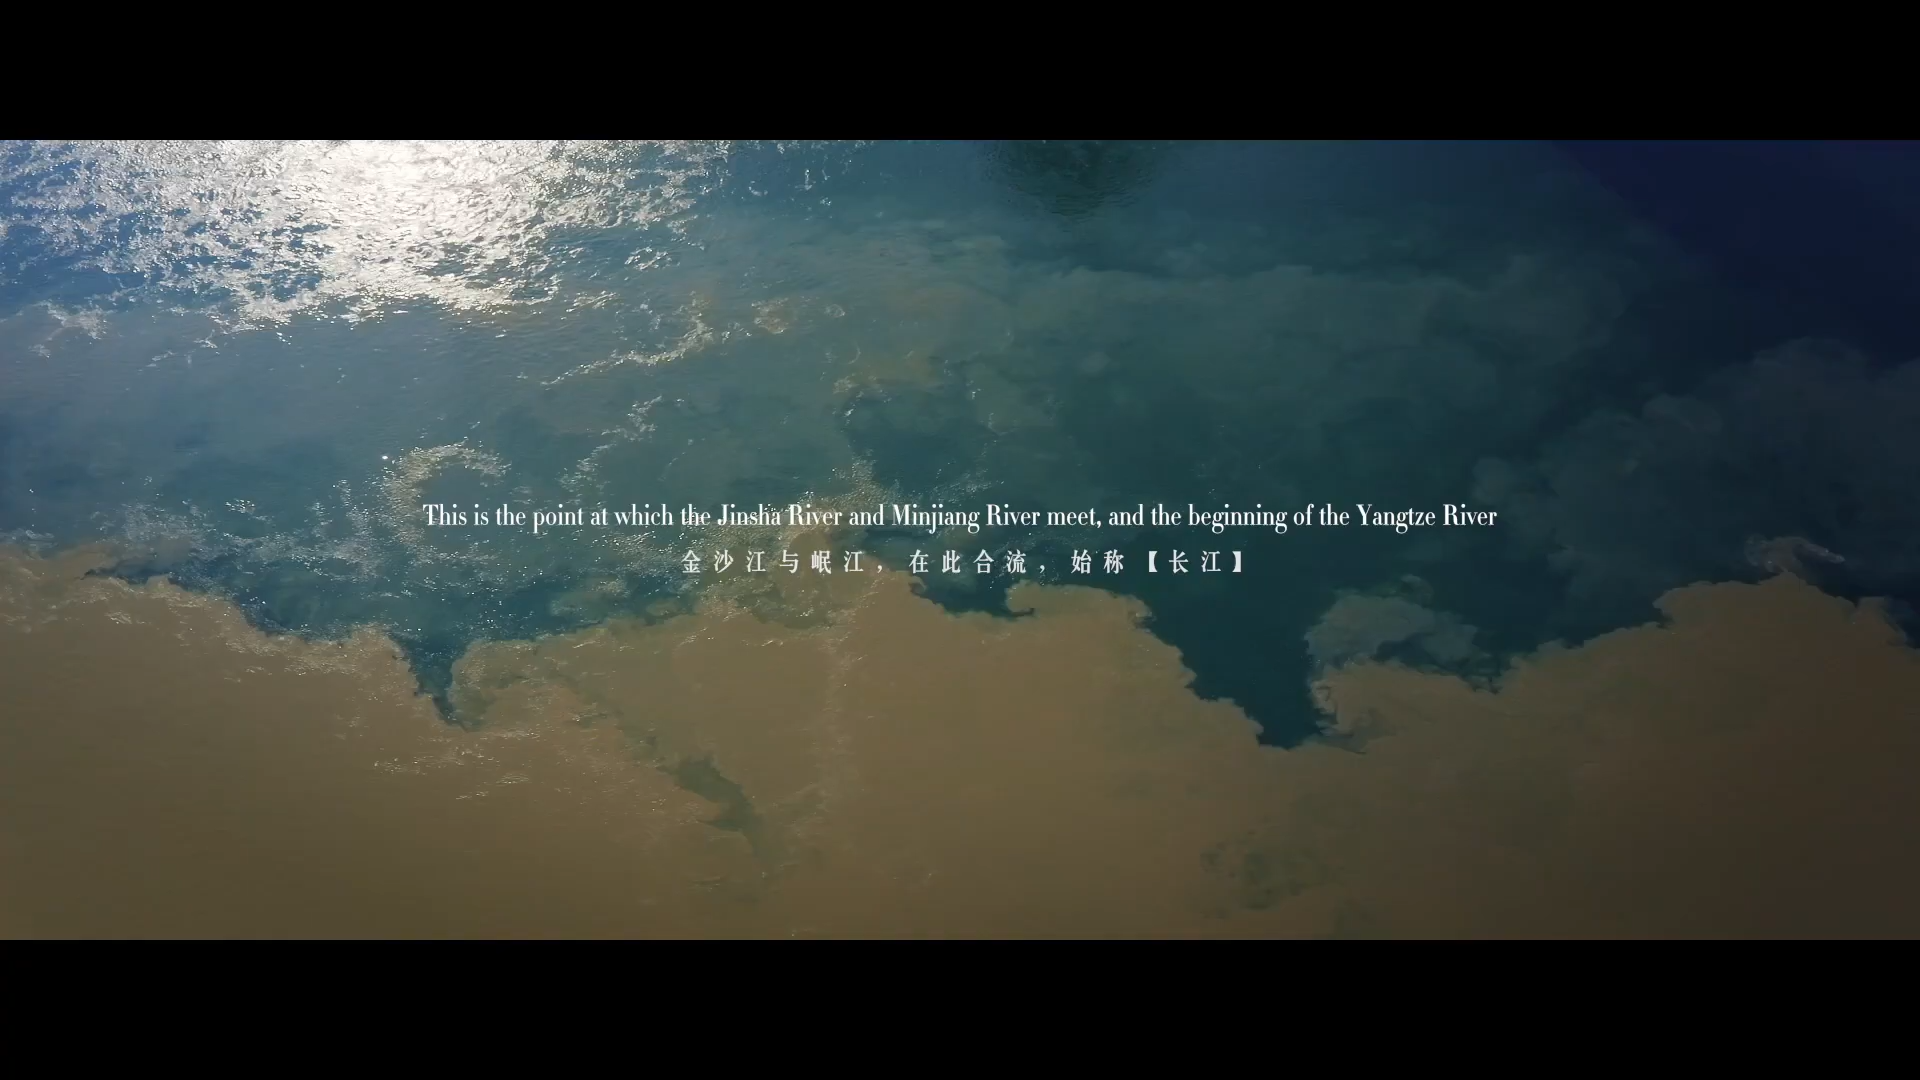 This is the point at which the Jinsha River and Minjiang River meet, and the beginning of the Yangtze River
金沙江与岷江，在此合流，始称【长江】